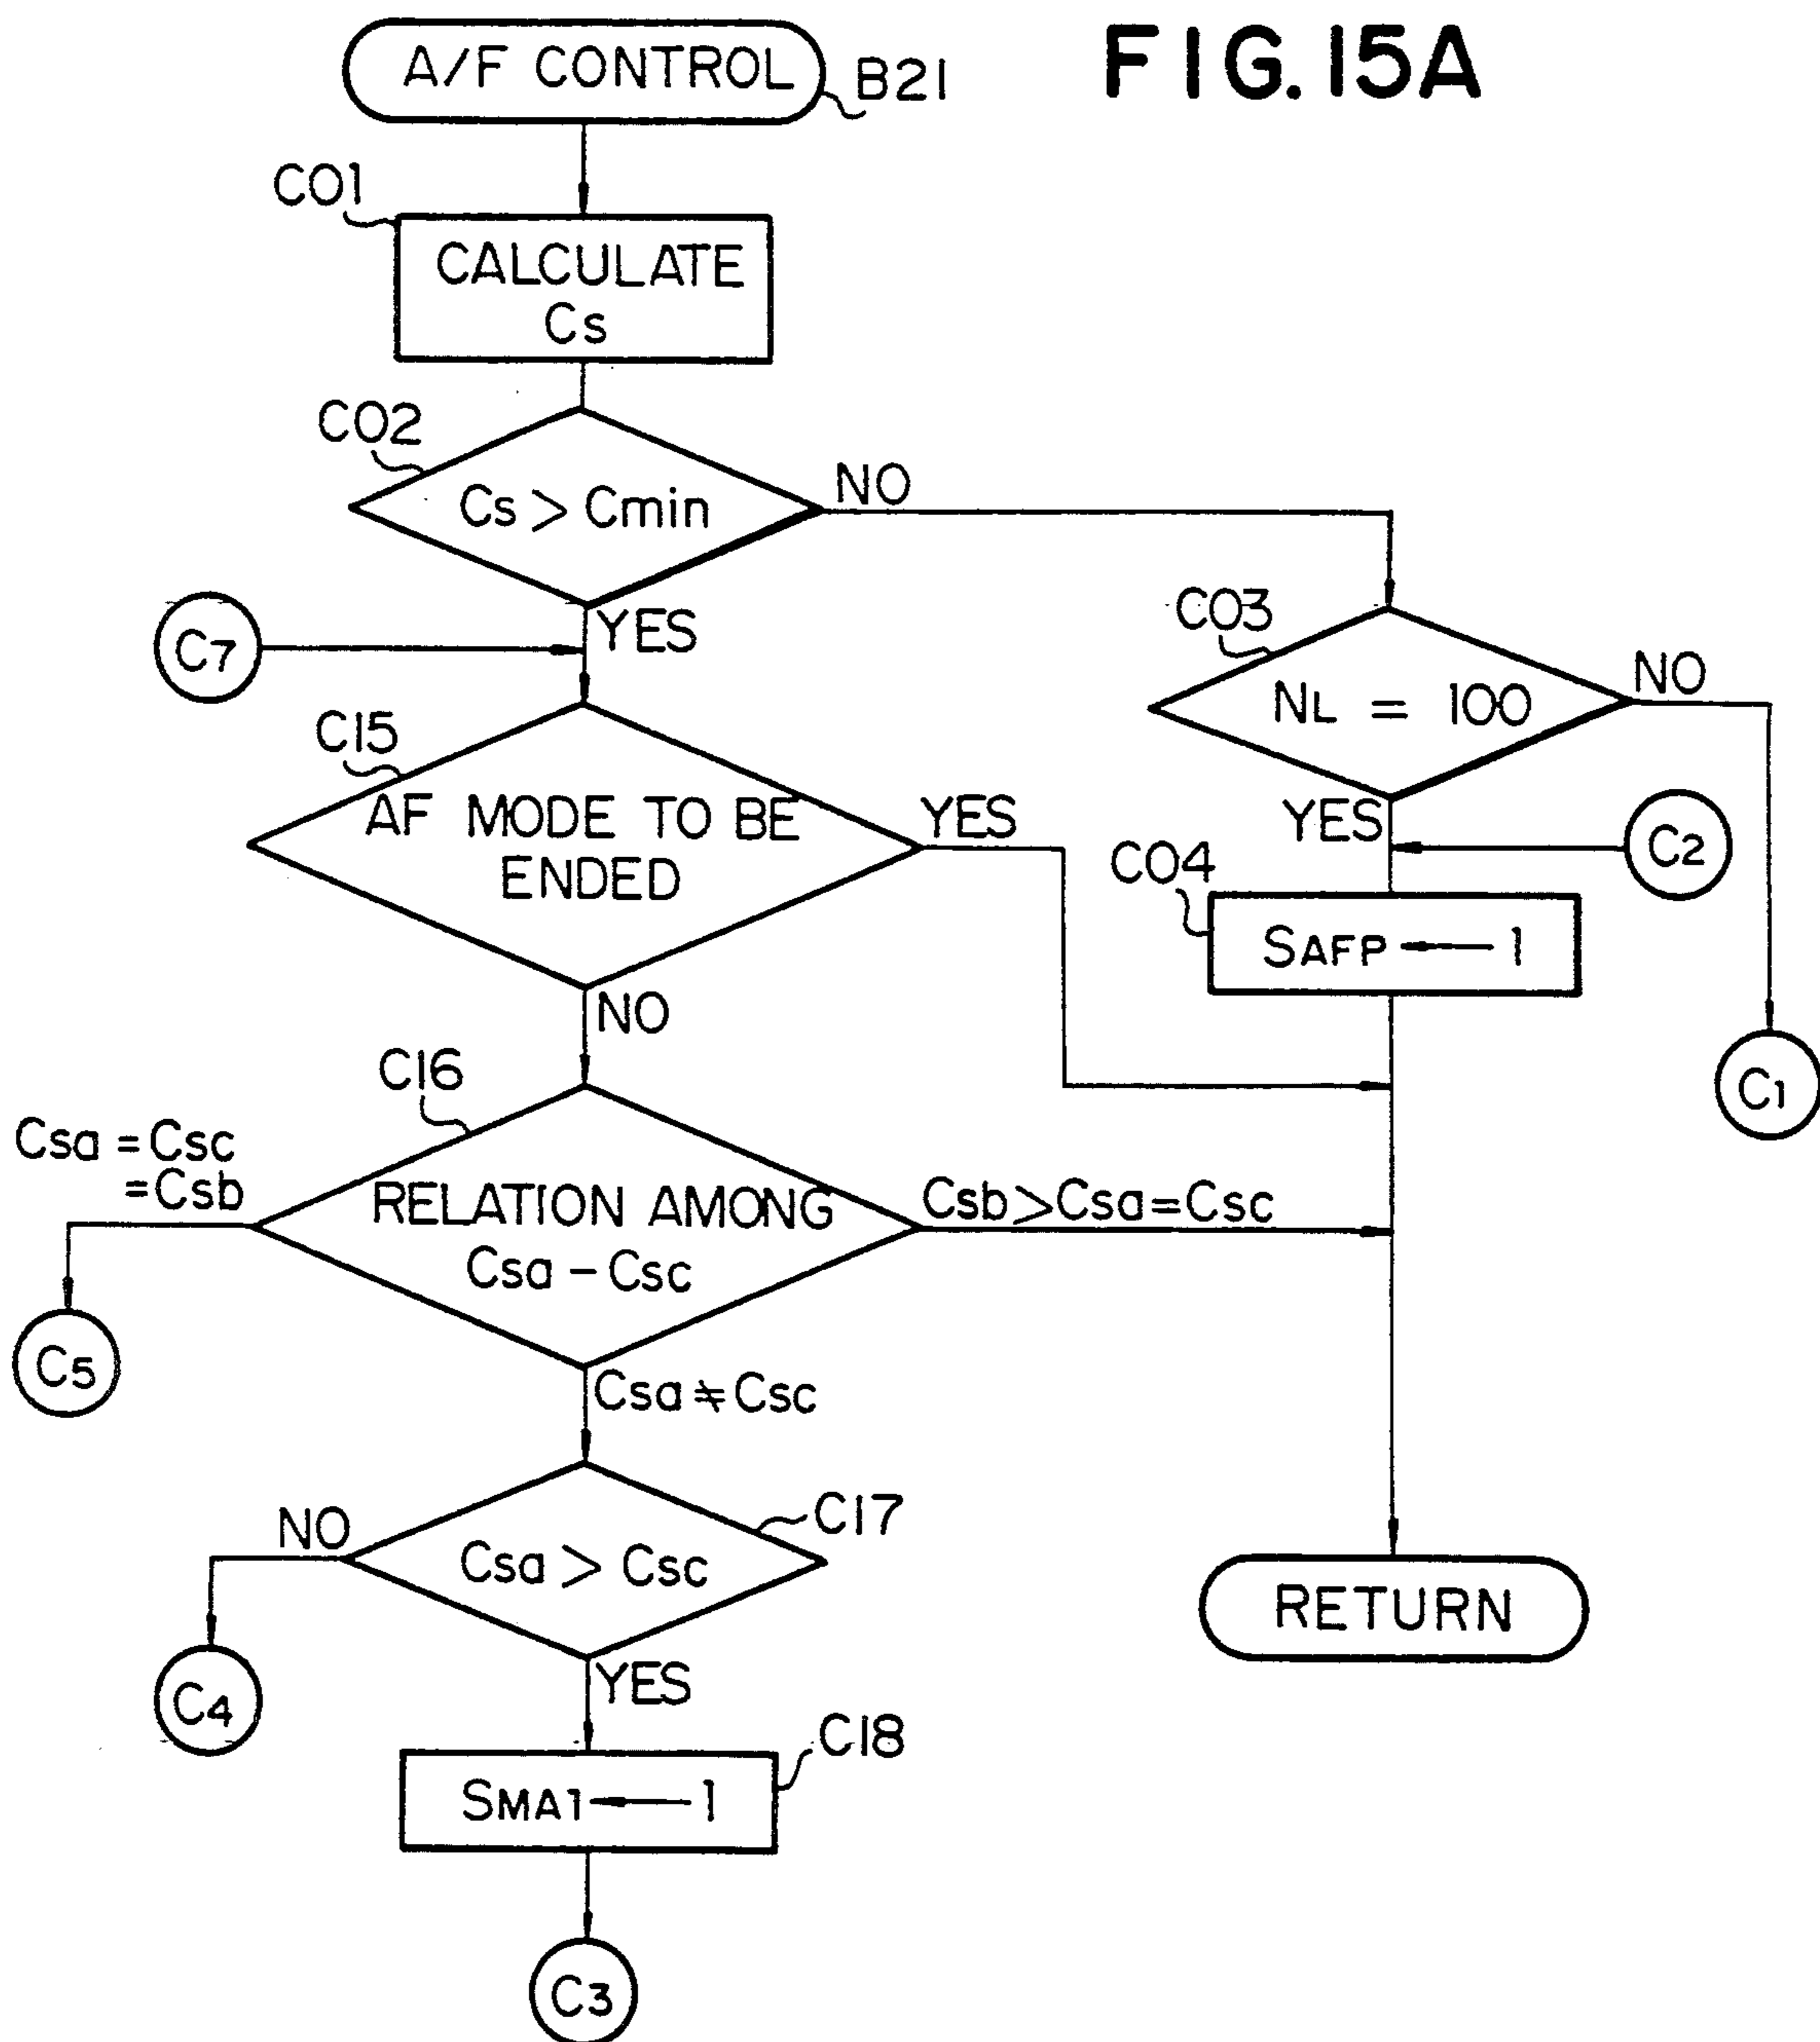 FIG. 15A
A/F CONTROL
B21
C01
CALCULATE
Cs
C02
Cs > Cmin
NO
YES
C7
C03
NL = 100
NO
YES
C2
C04
SAFP ← 1
C1
C15
AF MODE TO BE
ENDED
YES
NO
C16
Csa = Csc
= Csb
RELATION AMONG
Csa - Csc
Csb > Csa = Csc
C5
Csa ≠ Csc
C17
Csa > Csc
NO
C4
YES
C18
SMA1 ← 1
RETURN
C3